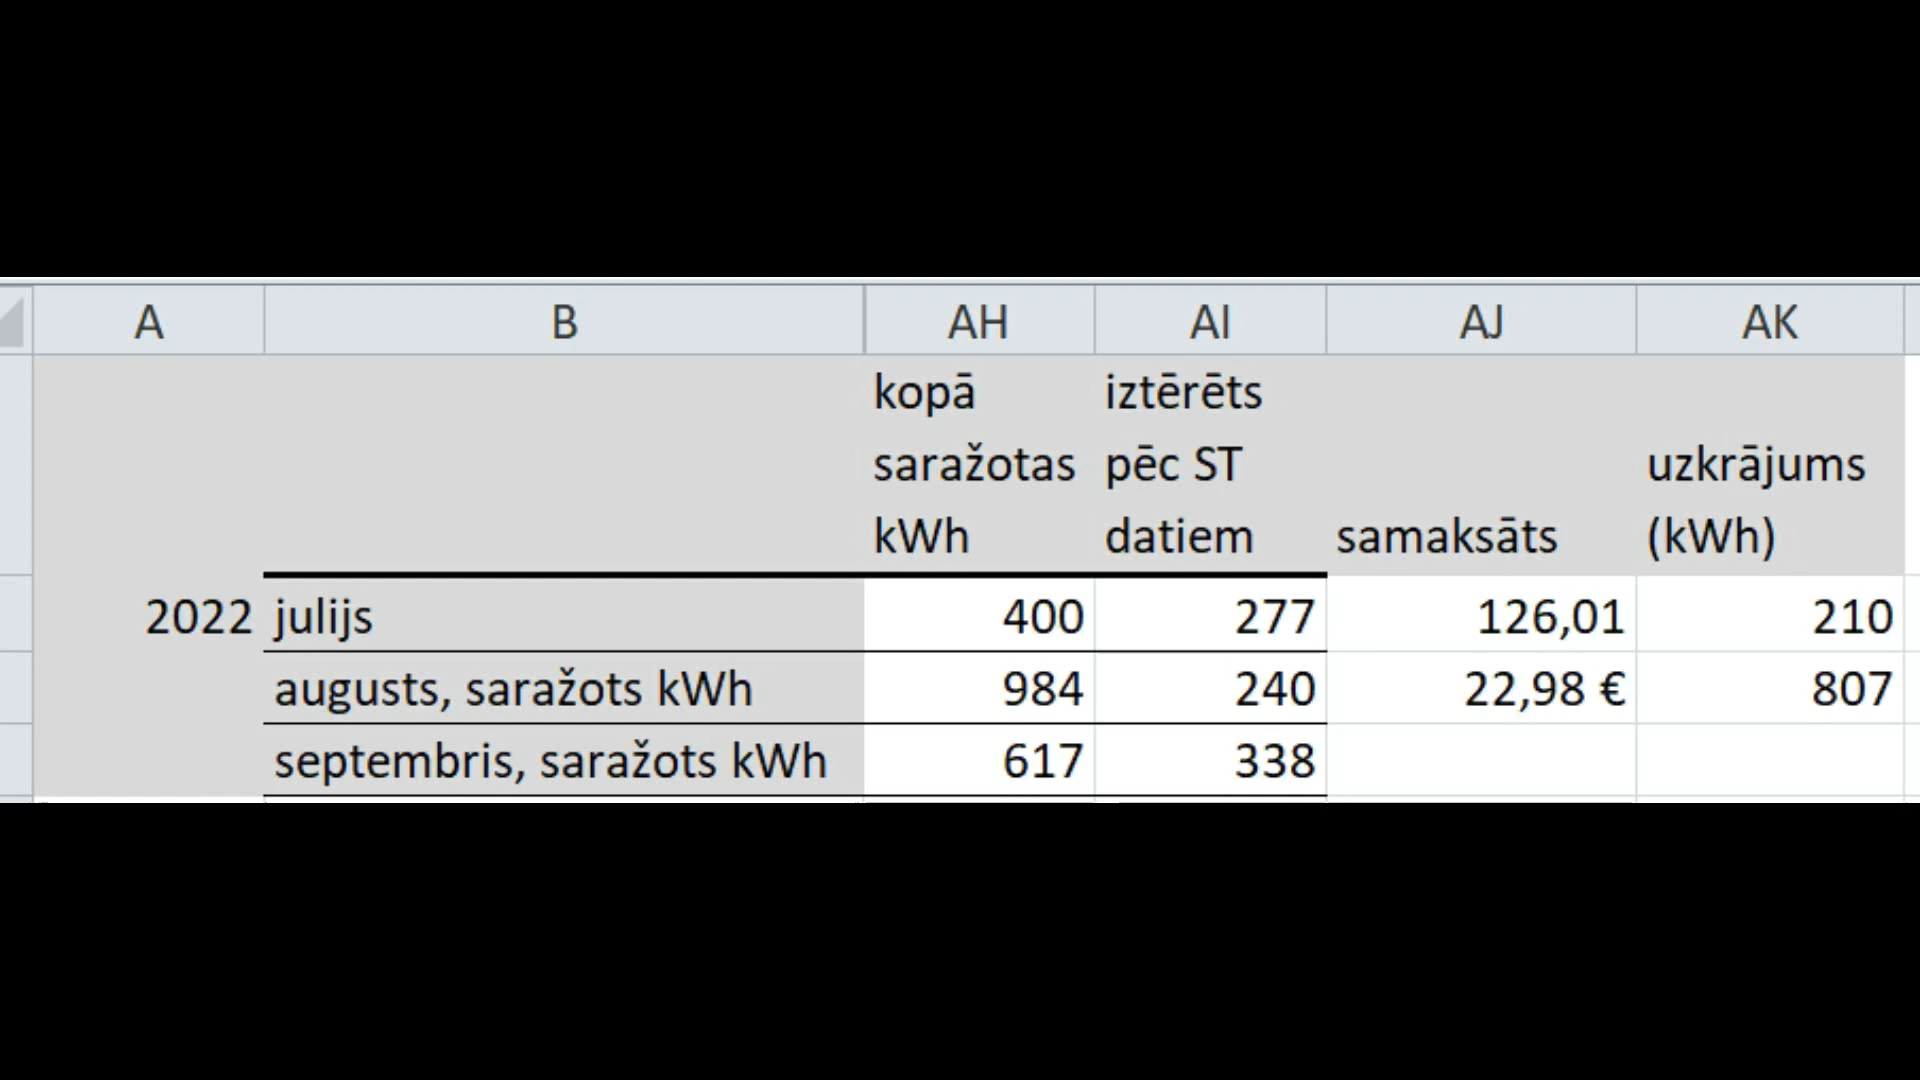 A B AH AI AJ AK
kopā saražotas kWh iztērēts pēc ST datiem samaksāts uzkrājums (kWh)
2022 julijs 400 277 126,01 210
augusts, saražots kWh 984 240 22,98 € 807
septembris, saražots kWh 617 338